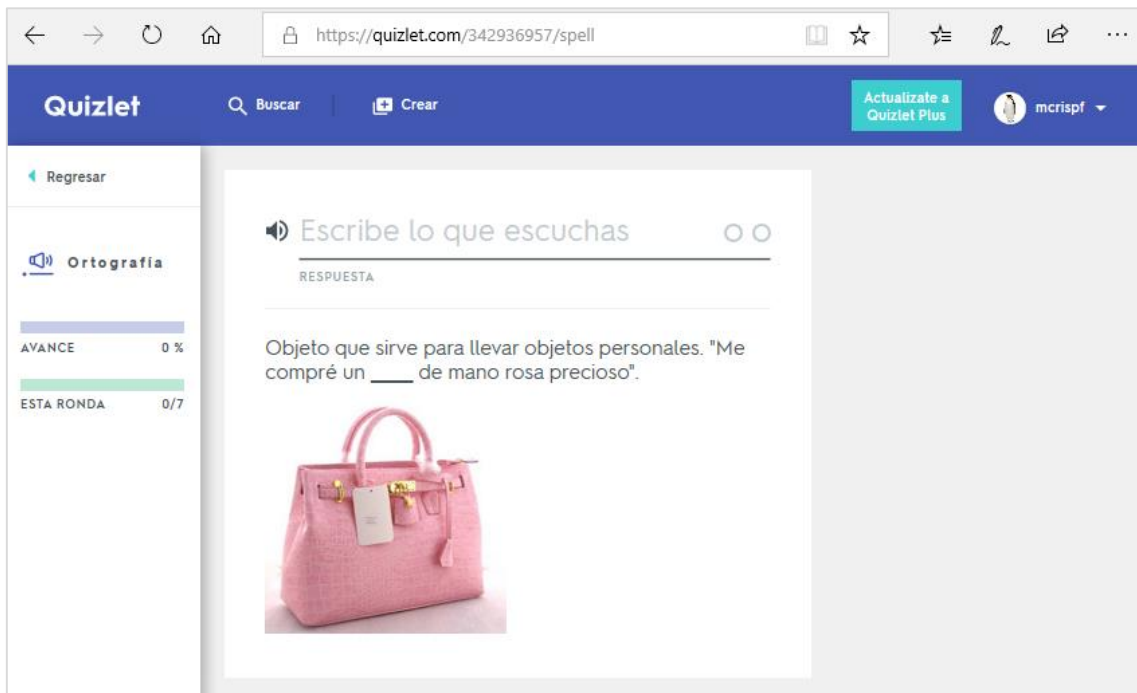 https://quizlet.com/342936957/spell
Quizlet
Buscar
Crear
Actualizate a
Quizlet Plus
mcrispf
Regresar
Ortografía
AVANCE 0 %
ESTA RONDA 0/7
Escribe lo que escuchas
RESPUESTA
Objeto que sirve para llevar objetos personales. "Me
compré un ____ de mano rosa precioso".